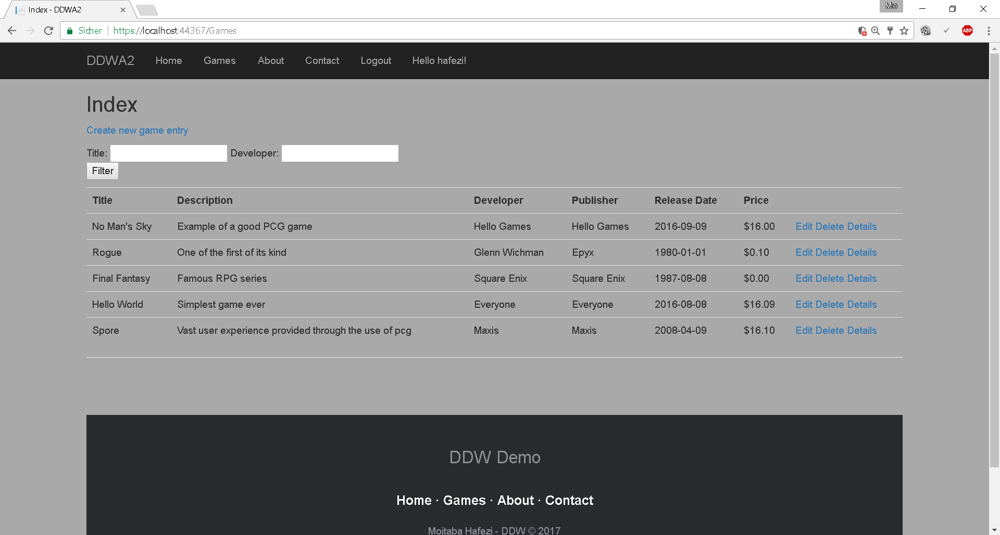 Index - DDWA2
Mo
Sicher https://localhost:44367/Games
ABP
DDWA2 Home Games About Contact Logout Hello hafezi!
Index
Create new game entry
Title: Developer:
Filter
Title Description Developer Publisher Release Date Price
No Man's Sky Example of a good PCG game Hello Games Hello Games 2016-09-09 $16.00 Edit Delete Details
Rogue One of the first of its kind Glenn Wichman Epyx 1980-01-01 $0.10 Edit Delete Details
Final Fantasy Famous RPG series Square Enix Square Enix 1987-08-08 $0.00 Edit Delete Details
Hello World Simplest game ever Everyone Everyone 2016-08-08 $16.09 Edit Delete Details
Spore Vast user experience provided through the use of pcg Maxis Maxis 2008-04-09 $16.10 Edit Delete Details
DDW Demo
Home · Games · About · Contact
Mojtaba Hafezi - DDW © 2017